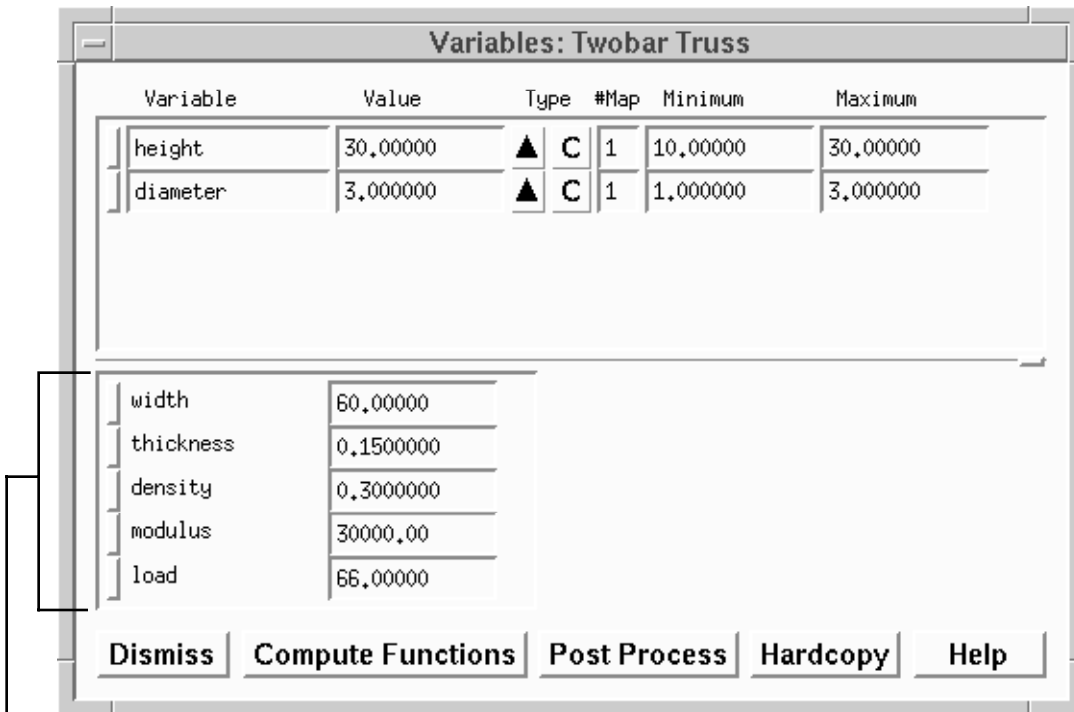 Variables: Twobar Truss
Variable Value Type #Map Minimum Maximum
height 30.00000 ▲ C 1 10.00000 30.00000
diameter 3.000000 ▲ C 1 1.000000 3.000000
width 60.00000
thickness 0.1500000
density 0.3000000
modulus 30000.00
load 66.00000
Dismiss Compute Functions Post Process Hardcopy Help